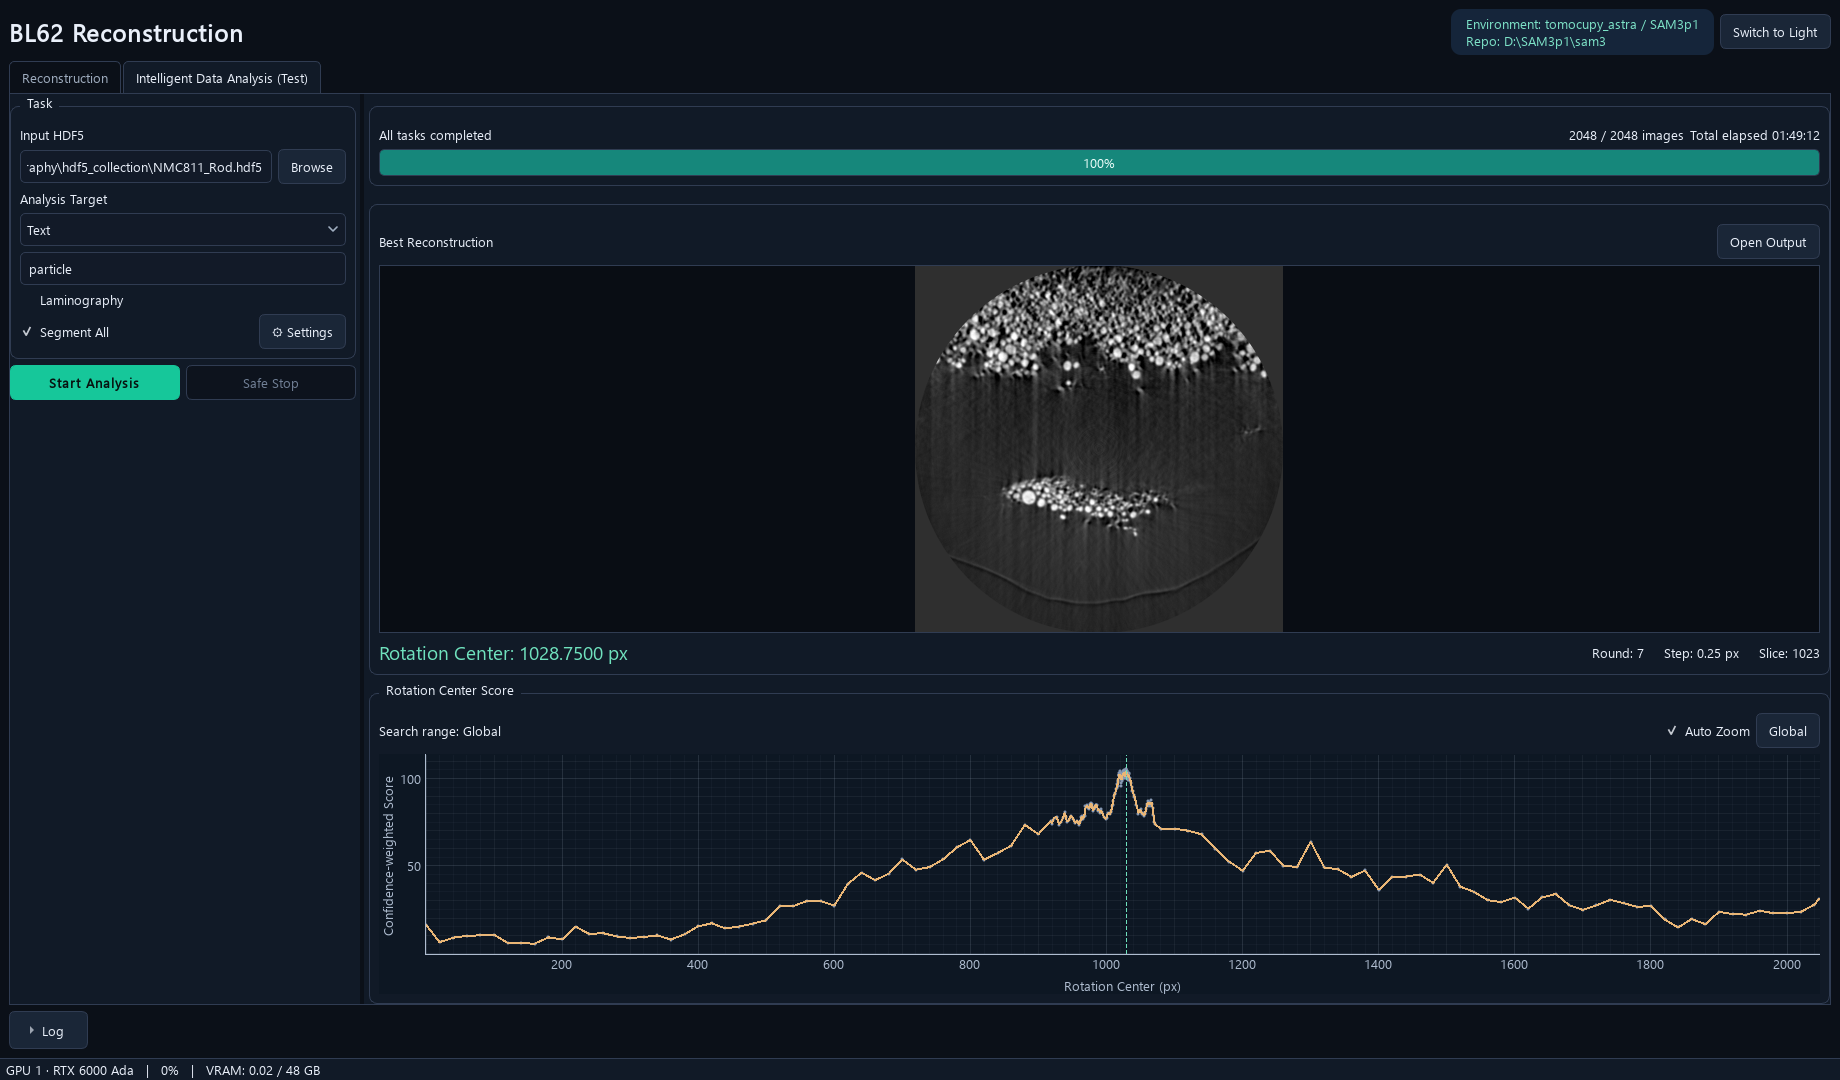 BL62 Reconstruction
Environment: tomocupy_astra / SAM3p1
Repo: D:\SAM3p1\sam3
Switch to Light
Reconstruction
Intelligent Data Analysis (Test)
Task
Input HDF5
raphy\hdf5_collection\NMC811_Rod.hdf5
Browse
Analysis Target
Text
particle
Laminography
✓ Segment All
⚙ Settings
Start Analysis
Safe Stop
All tasks completed
2048 / 2048 images Total elapsed 01:49:12
100%
Best Reconstruction
Open Output
Rotation Center: 1028.7500 px
Round: 7 Step: 0.25 px Slice: 1023
Rotation Center Score
Search range: Global
✓ Auto Zoom
Global
Confidence-weighted Score
100
50
200 400 600 800 1000 1200 1400 1600 1800 2000
Rotation Center (px)
Log
GPU 1 · RTX 6000 Ada | 0% | VRAM: 0.02 / 48 GB